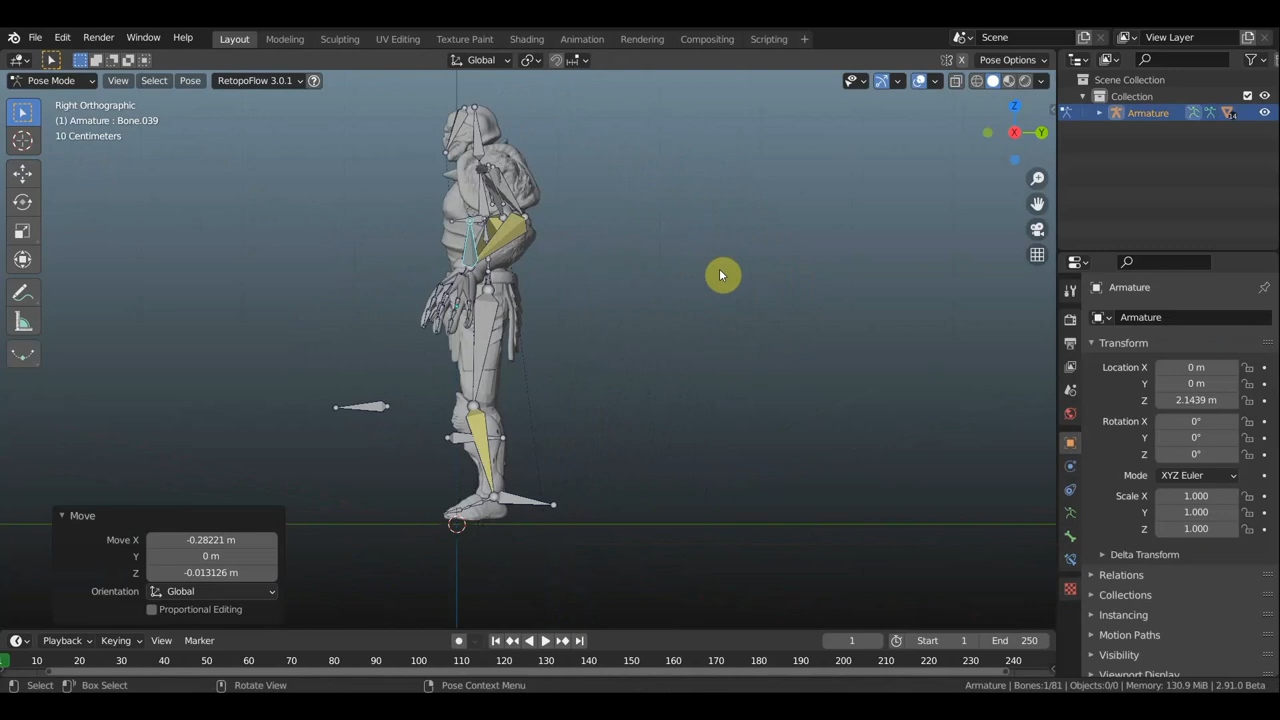 File Edit Render Window Help Layout Modeling Sculpting UV Editing Texture Paint Shading Animation Rendering Compositing Scripting + Scene View Layer
Global Pose Options
Pose Mode View Select Pose RetopoFlow 3.0.1
Right Orthographic
(1) Armature : Bone.039
10 Centimeters
Z
X
Y
Scene Collection
Collection
Armature
14
Armature
Armature
Transform
Location X 0 m
Y 0 m
Z 2.1439 m
Rotation X 0°
Y 0°
Z 0°
Mode XYZ Euler
Scale X 1.000
Y 1.000
Z 1.000
Delta Transform
Relations
Collections
Instancing
Motion Paths
Visibility
Viewport Display
Move
Move X -0.28221 m
Y 0 m
Z -0.013126 m
Orientation Global
Proportional Editing
Playback Keying View Marker 1 Start 1 End 250
0 10 20 30 40 50 60 70 80 90 100 110 120 130 140 150 160 170 180 190 200 210 220 230 240
Select Box Select Rotate View Pose Context Menu Armature | Bones:1/81 | Objects:0/0 | Memory: 130.9 MiB | 2.91.0 Beta